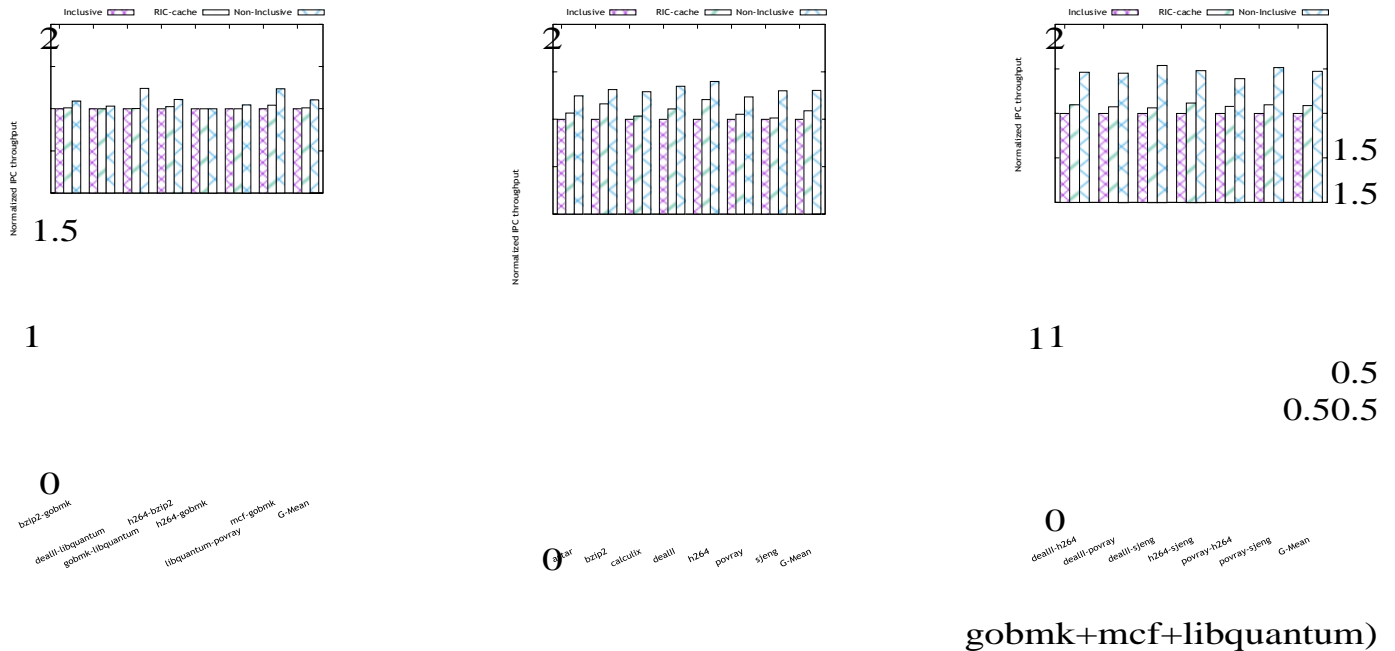 Inclusive RIC-cache Non-Inclusive
2
Normalized IPC throughput
1.5
1
0
bzip2-gobmk
dealII-libquantum
gobmk-libquantum
h264-bzip2
h264-gobmk
libquantum-povray
mcf-gobmk
G-Mean
Inclusive RIC-cache Non-Inclusive
2
Normalized IPC throughput
0
astar
bzip2
calculix
dealII
h264
povray
sjeng
G-Mean
Inclusive RIC-cache Non-Inclusive
2
Normalized IPC throughput
1.5
1.5
11
0.5
0.50.5
0
dealII-h264
dealII-povray
dealII-sjeng
h264-sjeng
povray-h264
povray-sjeng
G-Mean
gobmk+mcf+libquantum)